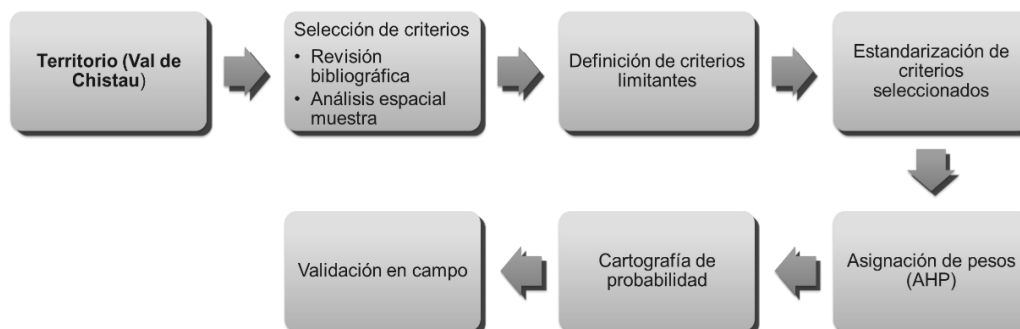 Territorio (Val de
Chistau)
Selección de criterios
• Revisión
bibliográfica
• Análisis espacial
muestra
Definición de criterios
limitantes
Estandarización de
criterios
seleccionados
Asignación de pesos
(AHP)
Cartografía de
probabilidad
Validación en campo